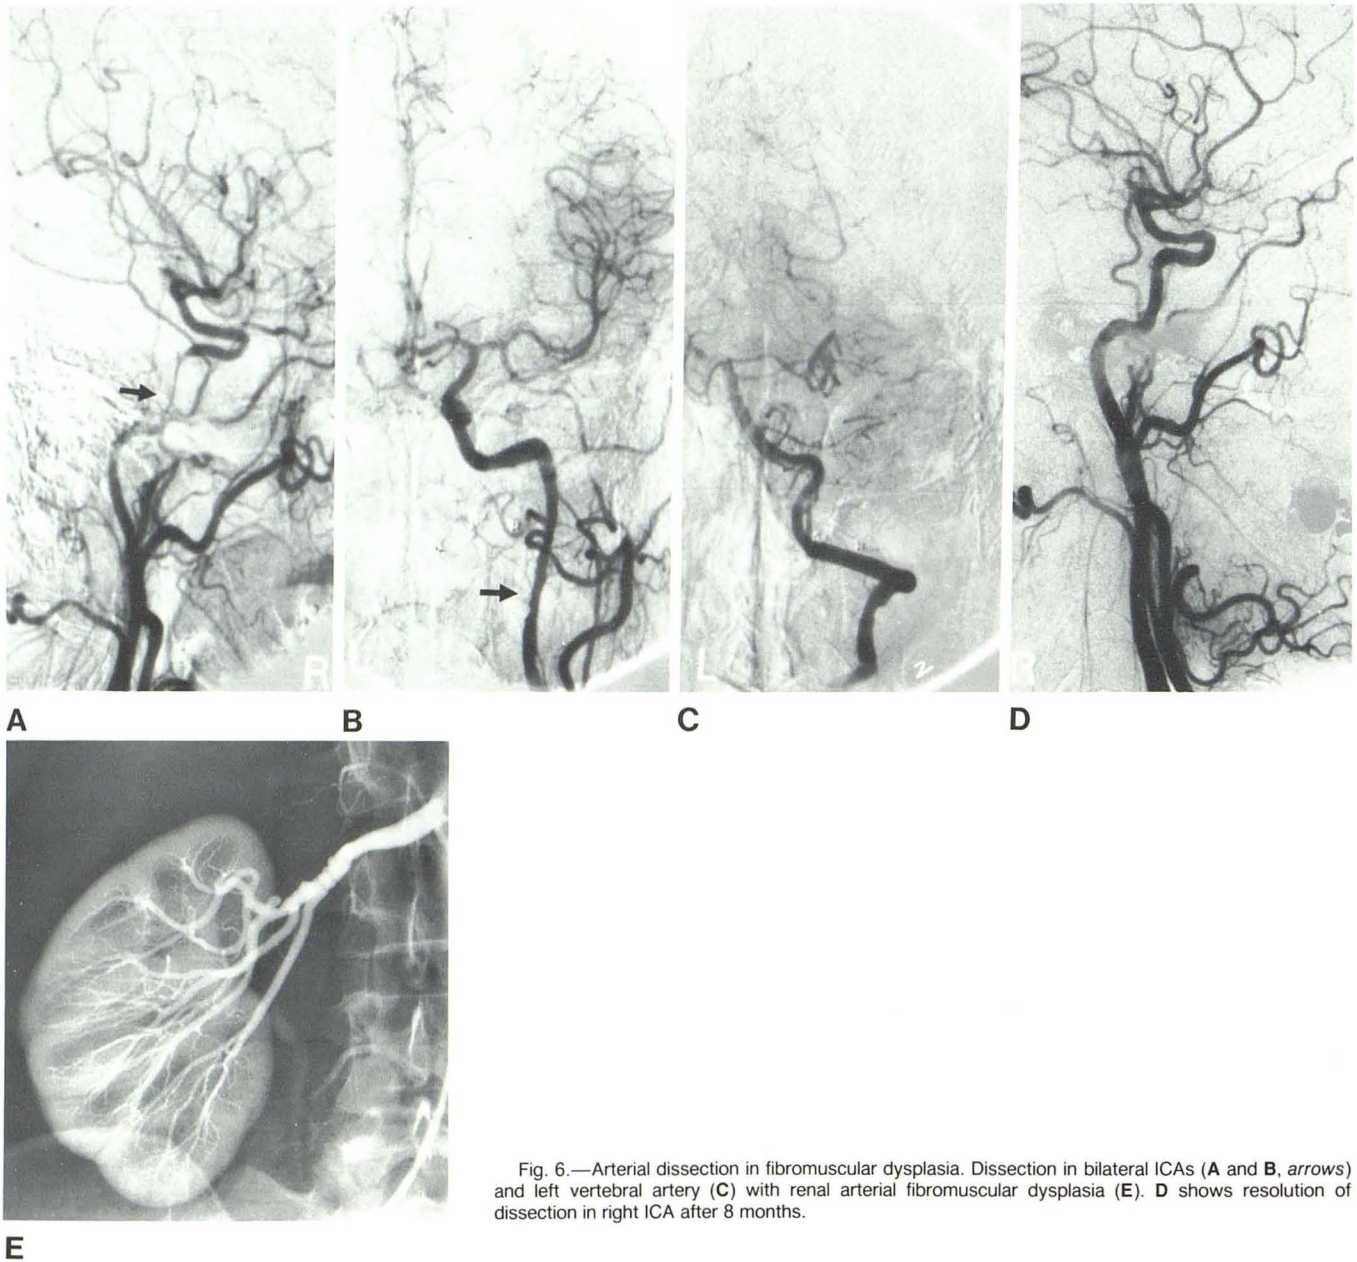 R
L
2
R
A
B
C
D
E
Fig. 6.—Arterial dissection in fibromuscular dysplasia. Dissection in bilateral ICAs (A and B, arrows)
and left vertebral artery (C) with renal arterial fibromuscular dysplasia (E). D shows resolution of
dissection in right ICA after 8 months.